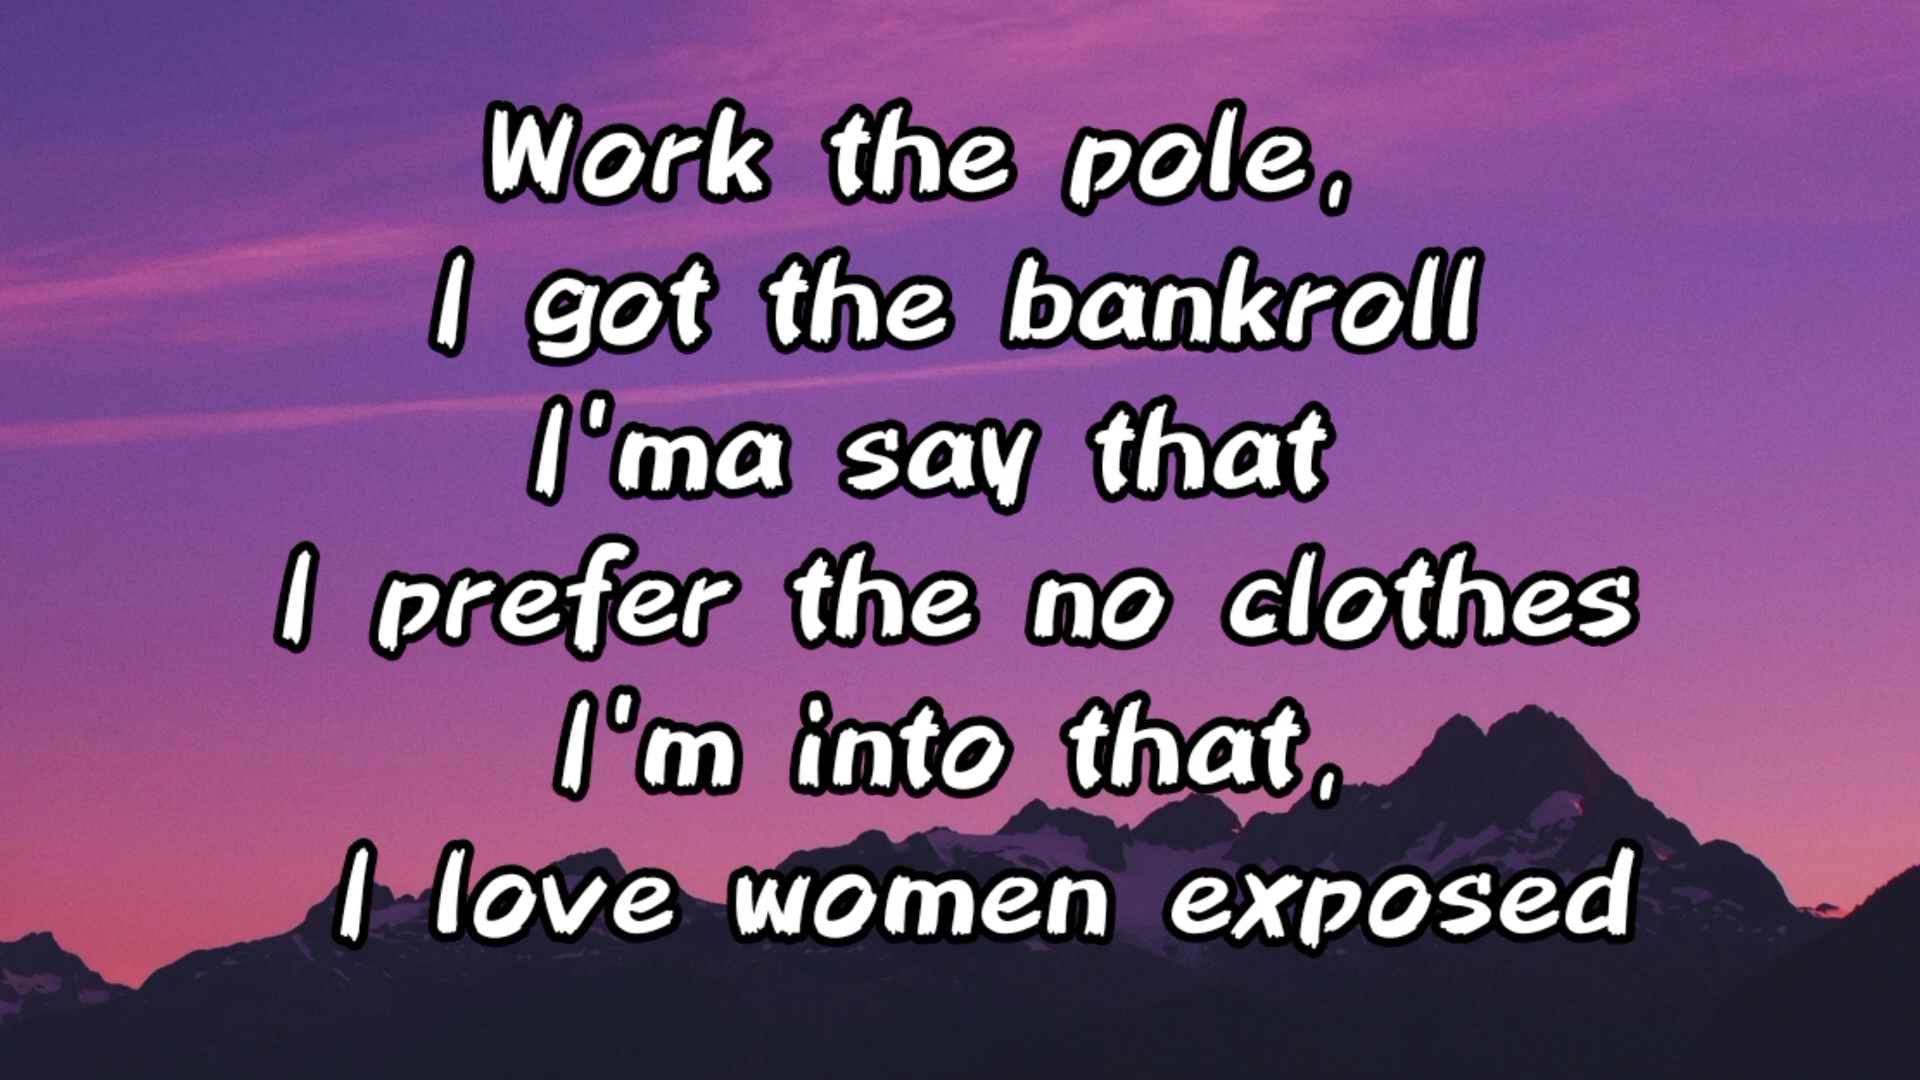 Work the pole,
I got the bankroll
I'ma say that
I prefer the no clothes
I'm into that,
I love women exposed